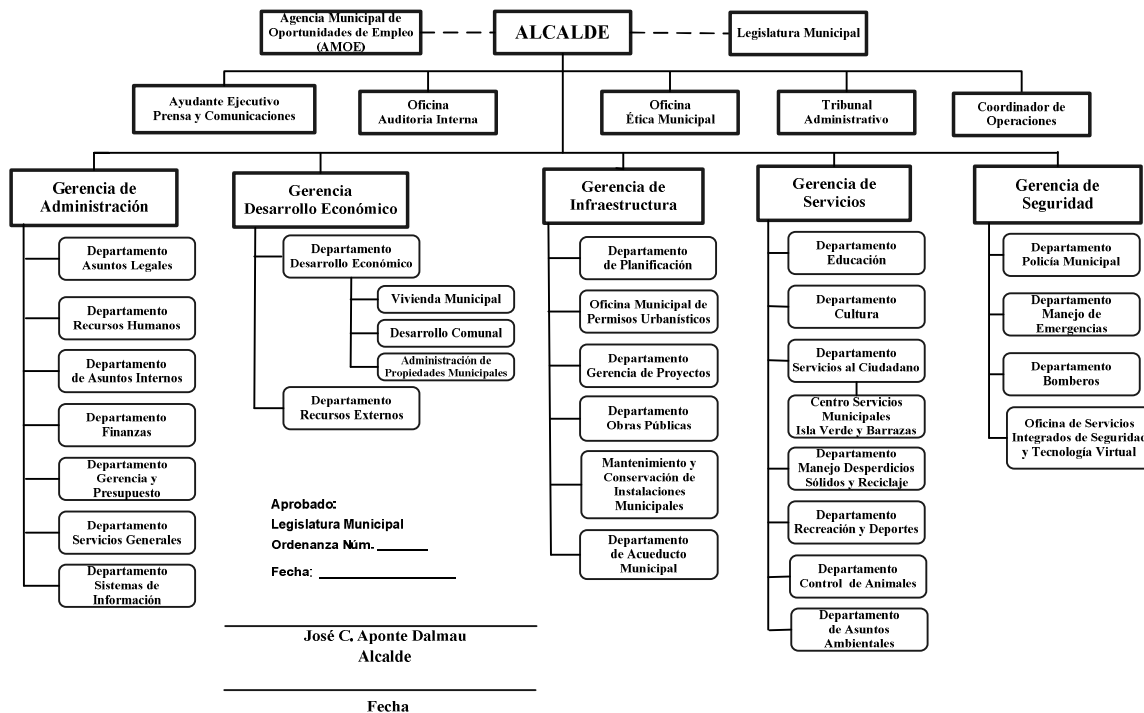 Agencia Municipal de
Oportunidades de Empleo
(AMOE)
ALCALDE
Legislatura Municipal
Ayudante Ejecutivo
Prensa y Comunicaciones
Oficina
Auditoria Interna
Oficina
Ética Municipal
Tribunal
Administrativo
Coordinador de
Operaciones
Gerencia de
Administración
Departamento
Asuntos Legales
Departamento
Recursos Humanos
Departamento
de Asuntos Internos
Departamento
Finanzas
Departamento
Gerencia y
Presupuesto
Departamento
Servicios Generales
Departamento
Sistemas de
Información
Gerencia
Desarrollo Económico
Departamento
Desarrollo Económico
Vivienda Municipal
Desarrollo Comunal
Administración de
Propiedades Municipales
Departamento
Recursos Externos
Gerencia de
Infraestructura
Departamento
de Planificación
Oficina Municipal de
Permisos Urbanísticos
Departamento
Gerencia de Proyectos
Departamento
Obras Públicas
Mantenimiento y
Conservación de
Instalaciones
Municipales
Departamento
de Acueducto
Municipal
Gerencia de
Servicios
Departamento
Educación
Departamento
Cultura
Departamento
Servicios al Ciudadano
Centro Servicios
Municipales
Isla Verde y Barrazas
Departamento
Manejo Desperdicios
Sólidos y Reciclaje
Departamento
Recreación y Deportes
Departamento
Control de Animales
Departamento
de Asuntos
Ambientales
Gerencia de
Seguridad
Departamento
Policía Municipal
Departamento
Manejo de
Emergencias
Departamento
Bomberos
Oficina de Servicios
Integrados de Seguridad
y Tecnología Virtual
Aprobado:
Legislatura Municipal
Ordenanza Núm. ________
Fecha: ____________________
José C. Aponte Dalmau
Alcalde
Fecha